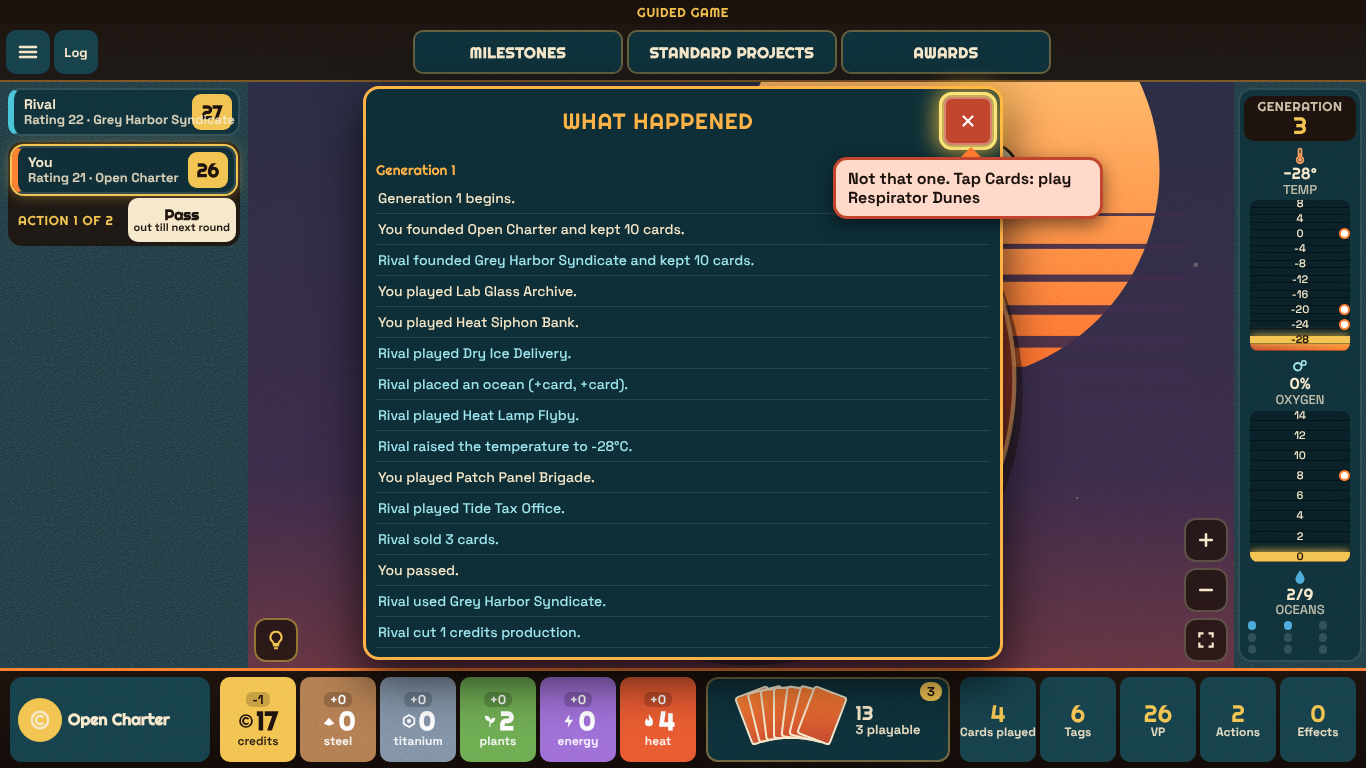 GUIDED GAME
Log
MILESTONES
STANDARD PROJECTS
AWARDS
Rival
Rating 22 · Grey Harbor Syndicate
27
You
Rating 21 · Open Charter
26
ACTION 1 OF 2
Pass
out till next round
WHAT HAPPENED
Not that one. Tap Cards: play
Respirator Dunes
Generation 1
Generation 1 begins.
You founded Open Charter and kept 10 cards.
Rival founded Grey Harbor Syndicate and kept 10 cards.
You played Lab Glass Archive.
You played Heat Siphon Bank.
Rival played Dry Ice Delivery.
Rival placed an ocean (+card, +card).
Rival played Heat Lamp Flyby.
Rival raised the temperature to -28°C.
You played Patch Panel Brigade.
Rival played Tide Tax Office.
Rival sold 3 cards.
You passed.
Rival used Grey Harbor Syndicate.
Rival cut 1 credits production.
GENERATION
3
-28°
TEMP
8
4
0
-4
-8
-12
-16
-20
-24
-28
0%
OXYGEN
14
12
10
8
6
4
2
0
2/9
OCEANS
© Open Charter
-1
© 17
credits
+0
0
steel
+0
0
titanium
+0
2
plants
+0
0
energy
+0
4
heat
3
13
3 playable
4
Cards played
6
Tags
26
VP
2
Actions
0
Effects